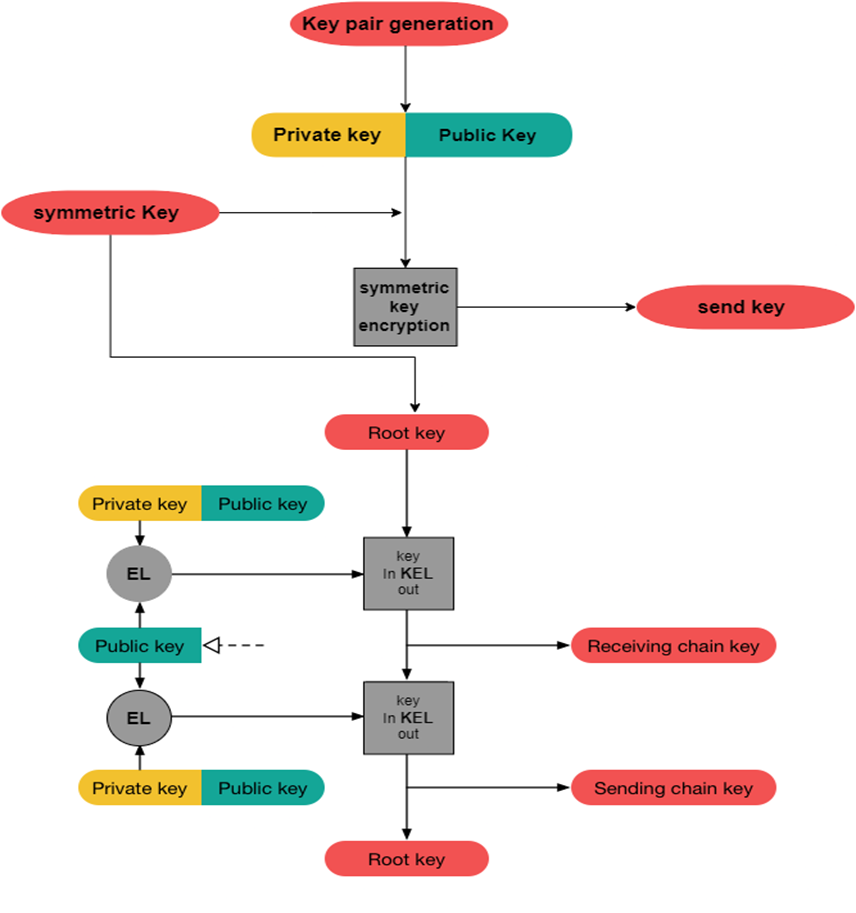 Key pair generation
Private key
Public Key
symmetric Key
symmetric
key
encryption
send key
Root key
Private key
Public key
key
In KEL
out
EL
Public key
Receiving chain key
key
In KEL
out
EL
Private key
Public key
Sending chain key
Root key